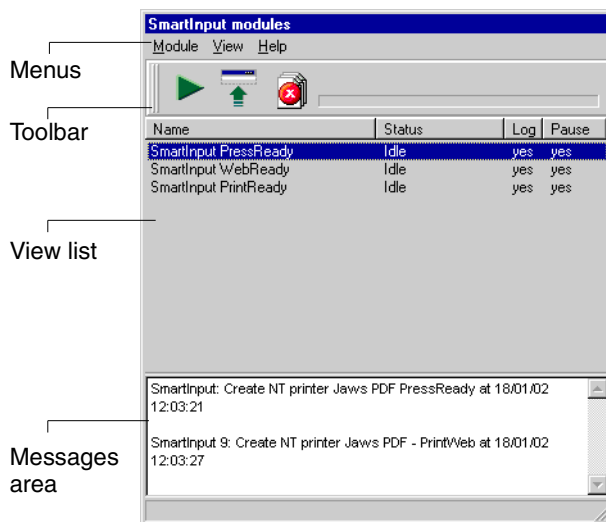 SmartInput modules
Module View Help
Menus
Toolbar
Name Status Log Pause
SmartInput PressReady Idle yes yes
SmartInput WebReady Idle yes yes
SmartInput PrintReady Idle yes yes
View list
SmartInput: Create NT printer Jaws PDF PressReady at 18/01/02
12:03:21
SmartInput 9: Create NT printer Jaws PDF - PrintWeb at 18/01/02
12:03:27
Messages
area